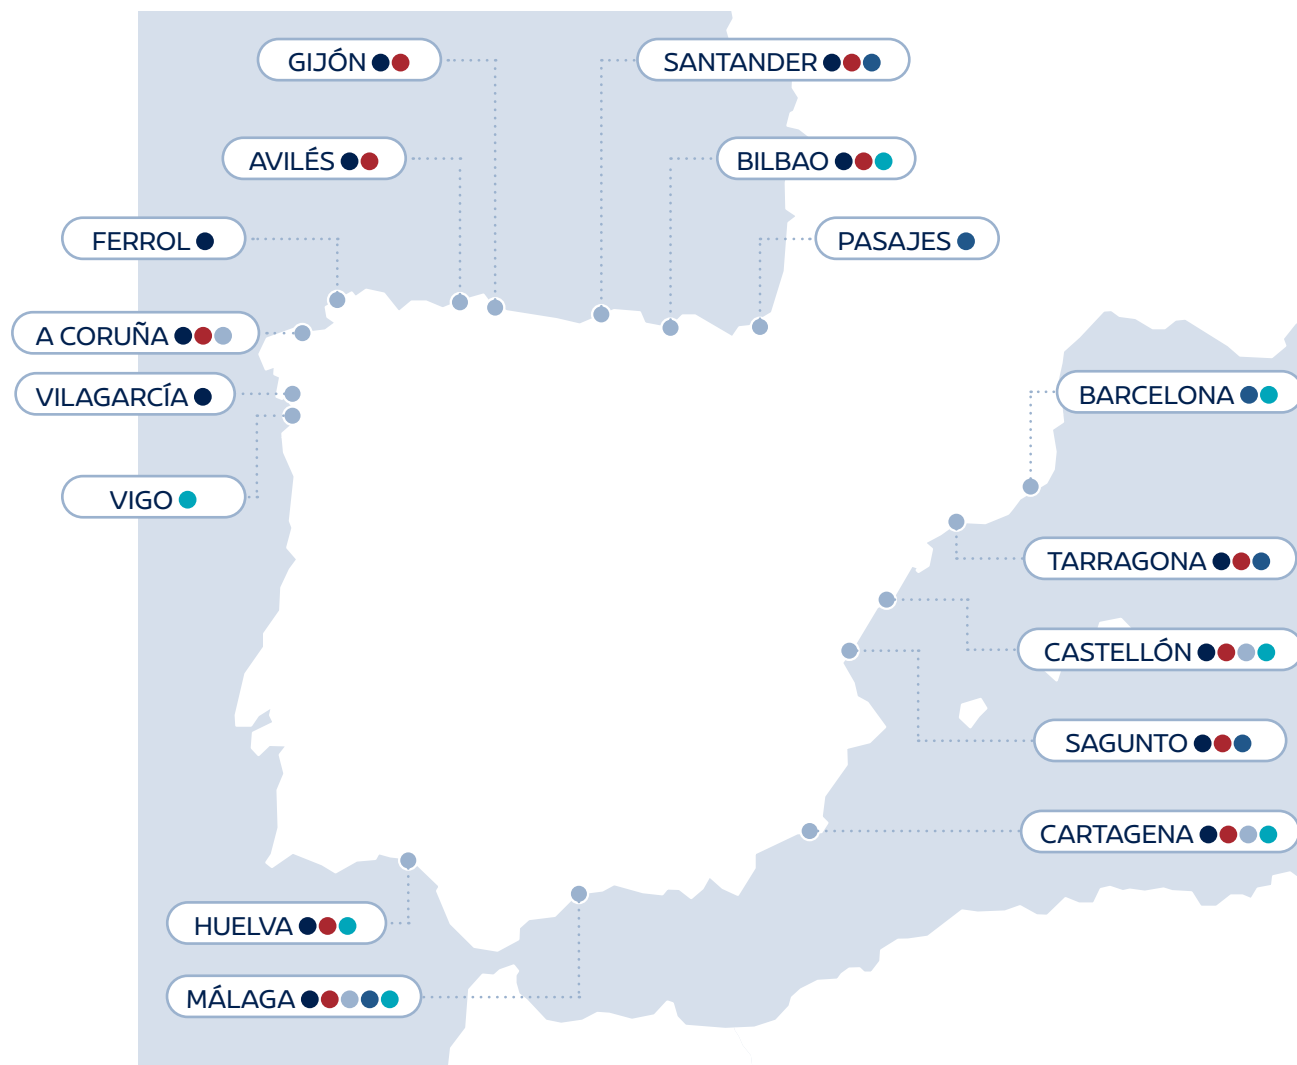 GIJÓN
SANTANDER
AVILÉS
BILBAO
FERROL
PASAJES
A CORUÑA
VILAGARCÍA
BARCELONA
VIGO
TARRAGONA
CASTELLÓN
SAGUNTO
CARTAGENA
HUELVA
MÁLAGA